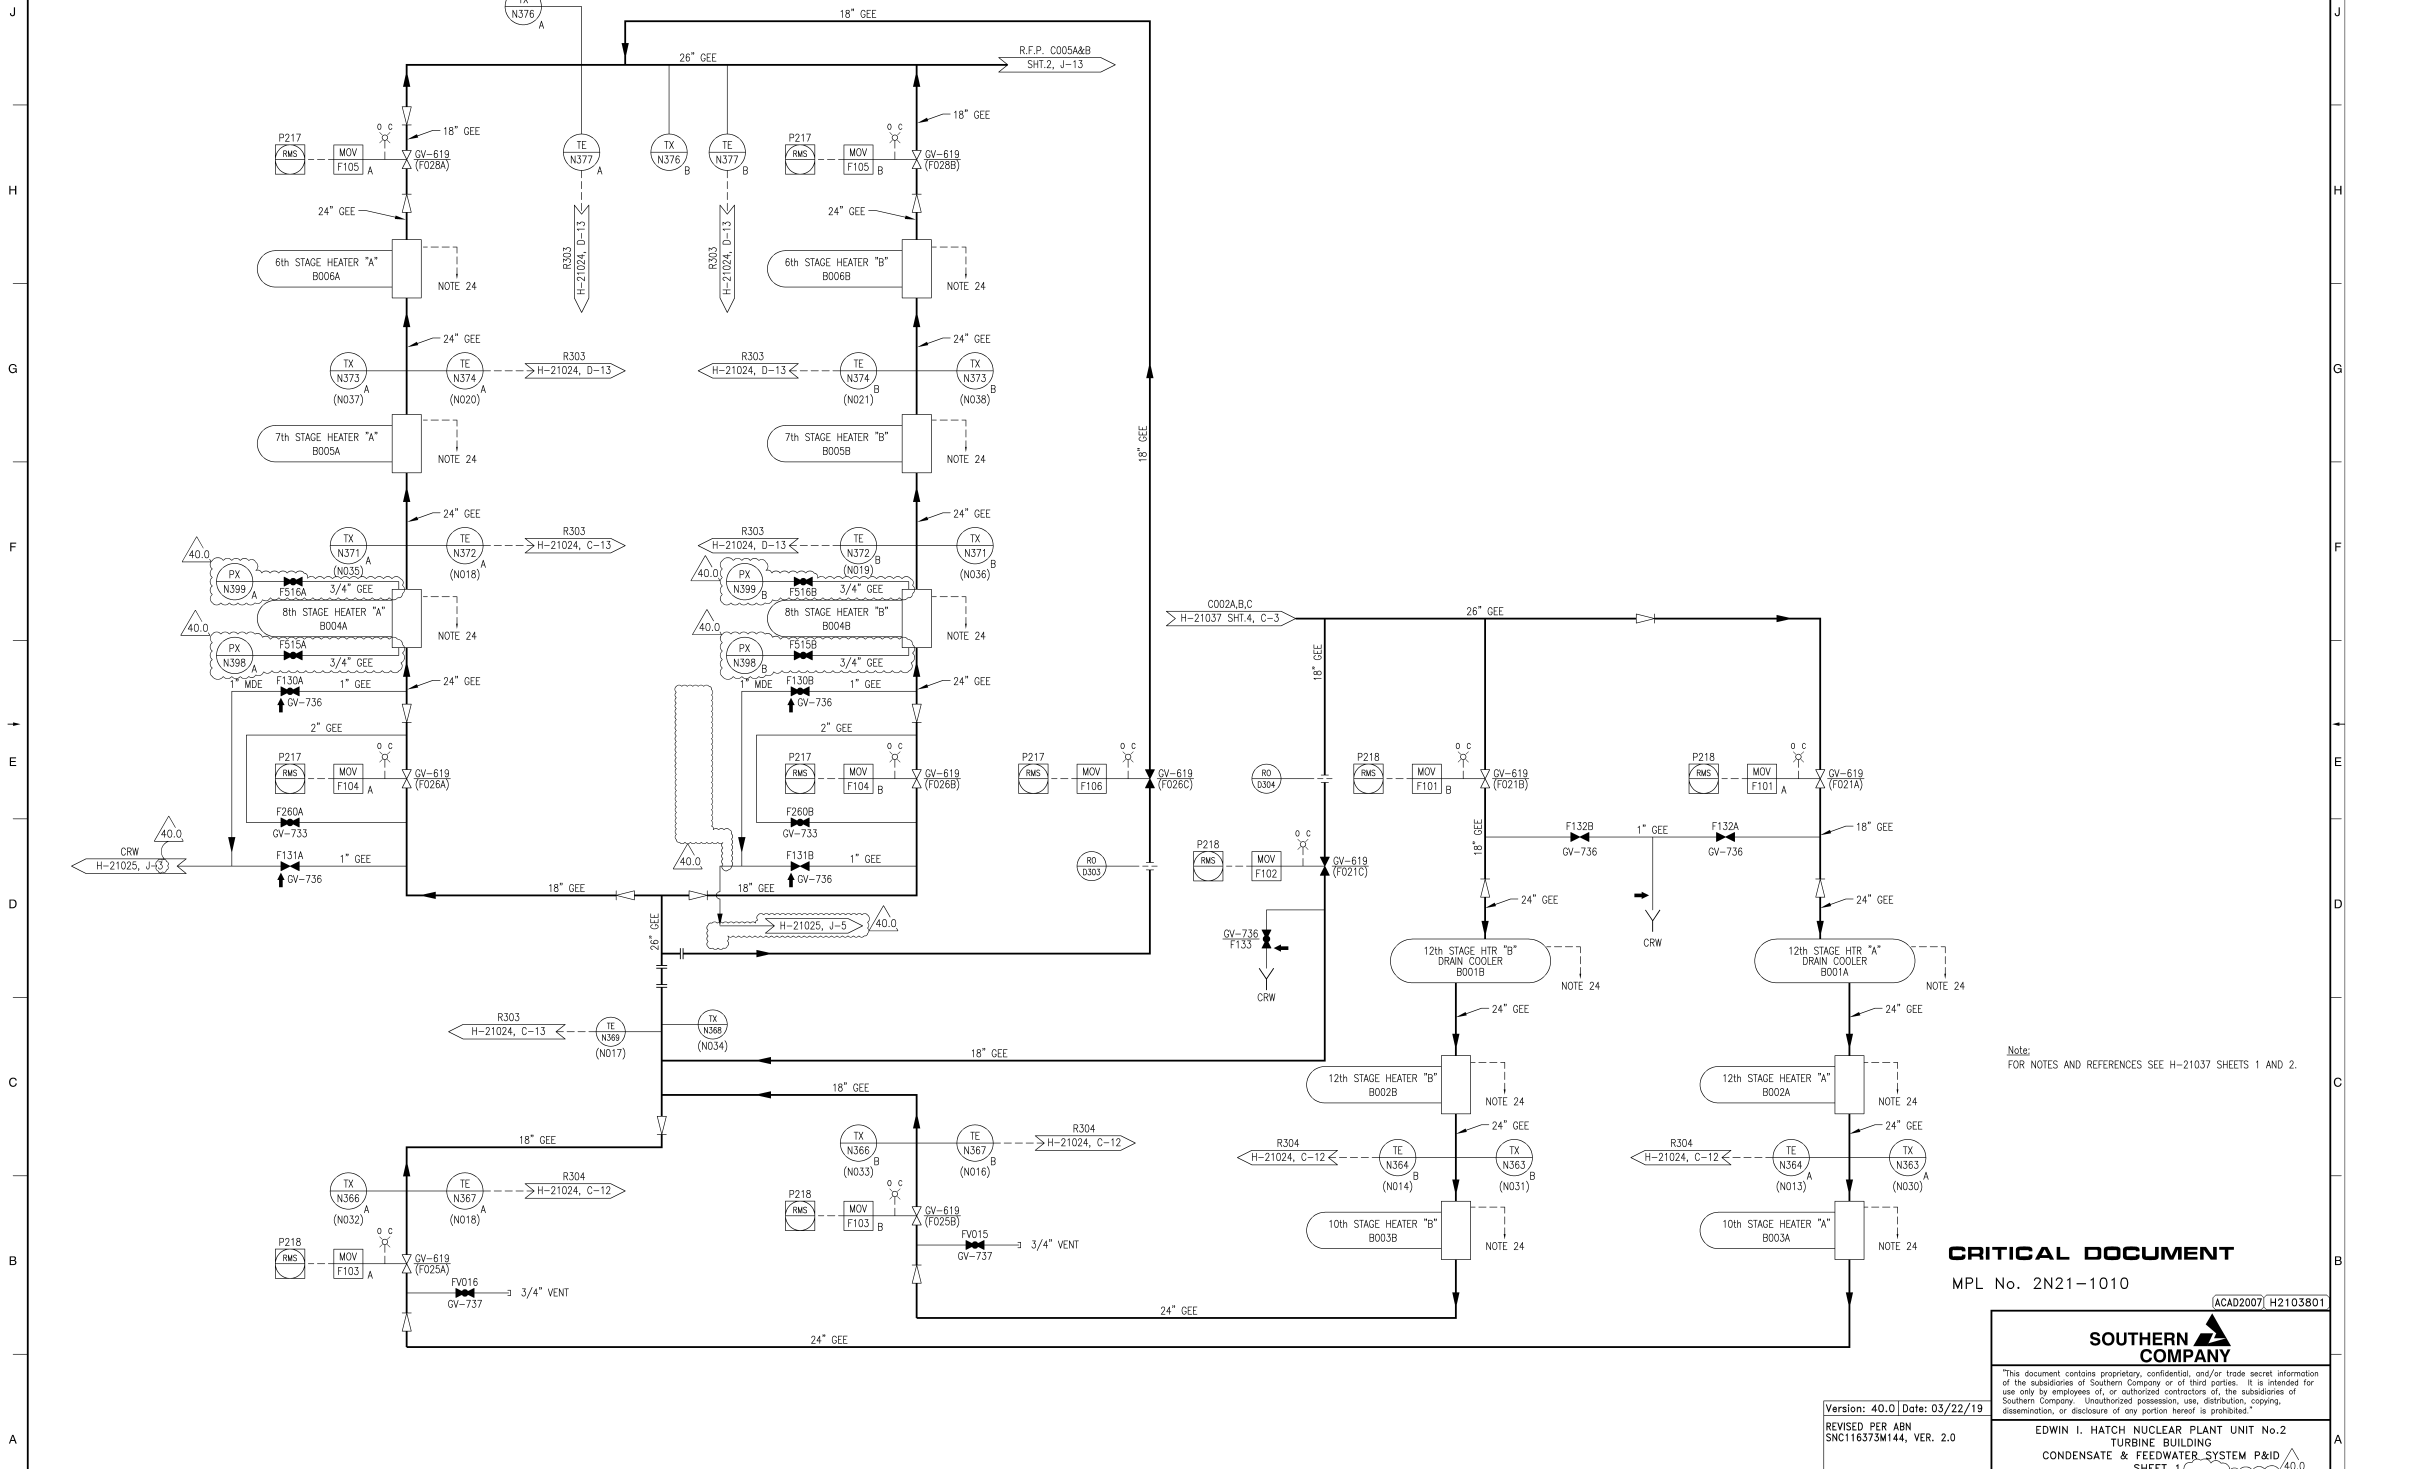 J
J
TX
N376
A
18" GEE
26" GEE
R.F.P. C005A&B
SHT.2, J-13
18" GEE
18" GEE
P217
RMS
MOV
F105
A
O C
GV-619
(F028A)
TE
N377
A
TX
N376
B
TE
N377
B
P217
RMS
MOV
F105
B
O C
GV-619
(F028B)
H
H
24" GEE
24" GEE
R303
H-21024, D-13
R303
H-21024, D-13
6th STAGE HEATER "A"
B006A
NOTE 24
6th STAGE HEATER "B"
B006B
NOTE 24
24" GEE
24" GEE
G
G
TX
N373
A
(N037)
TE
N374
A
(N020)
R303
H-21024, D-13
R303
H-21024, D-13
TE
N374
B
(N021)
TX
N373
B
(N038)
7th STAGE HEATER "A"
B005A
NOTE 24
7th STAGE HEATER "B"
B005B
NOTE 24
18" GEE
24" GEE
24" GEE
F
F
40.0
TX
N371
A
(N035)
TE
N372
A
(N018)
R303
H-21024, C-13
R303
H-21024, D-13
TE
N372
B
(N019)
TX
N371
B
(N036)
40.0
PX
N399
A
F516A
3/4" GEE
PX
N399
B
F516B
3/4" GEE
8th STAGE HEATER "A"
B004A
NOTE 24
8th STAGE HEATER "B"
B004B
NOTE 24
40.0
40.0
PX
N398
A
F515A
3/4" GEE
PX
N398
B
F515B
3/4" GEE
C002A,B,C
H-21037 SHT.4, C-3
26" GEE
18" GEE
1" MDE
F130A
1" GEE
GV-736
24" GEE
1" MDE
F130B
1" GEE
GV-736
24" GEE
2" GEE
2" GEE
E
E
P217
RMS
MOV
F104
A
O C
GV-619
(F026A)
P217
RMS
MOV
F104
B
O C
GV-619
(F026B)
P217
RMS
MOV
F106
O C
GV-619
(F026C)
RO
D304
P218
RMS
MOV
F101
B
O C
GV-619
(F021B)
P218
RMS
MOV
F101
A
O C
GV-619
(F021A)
F260A
GV-733
F260B
GV-733
40.0
CRW
H-21025, J-3
F131A
1" GEE
GV-736
40.0
F131B
1" GEE
GV-736
RO
D303
P218
RMS
MOV
F102
O C
GV-619
(F021C)
18" GEE
F132B
GV-736
1" GEE
F132A
GV-736
18" GEE
D
D
18" GEE
18" GEE
26" GEE
H-21025, J-5
40.0
GV-736
F133
CRW
24" GEE
CRW
24" GEE
12th STAGE HTR "B"
DRAIN COOLER
B001B
NOTE 24
12th STAGE HTR "A"
DRAIN COOLER
B001A
NOTE 24
24" GEE
24" GEE
R303
H-21024, C-13
TE
N369
(N017)
TX
N368
(N034)
18" GEE
C
C
Note:
FOR NOTES AND REFERENCES SEE H-21037 SHEETS 1 AND 2.
18" GEE
12th STAGE HEATER "B"
B002B
NOTE 24
12th STAGE HEATER "A"
B002A
NOTE 24
18" GEE
24" GEE
24" GEE
TX
N366
B
(N033)
TE
N367
B
(N016)
R304
H-21024, C-12
R304
H-21024, C-12
TE
N364
B
(N014)
TX
N363
B
(N031)
R304
H-21024, C-12
TE
N364
A
(N013)
TX
N363
A
(N030)
TX
N366
A
(N032)
TE
N367
A
(N018)
R304
H-21024, C-12
P218
RMS
MOV
F103
B
O C
GV-619
(F025B)
10th STAGE HEATER "B"
B003B
NOTE 24
10th STAGE HEATER "A"
B003A
NOTE 24
B
B
P218
RMS
MOV
F103
A
O C
GV-619
(F025A)
FV015
GV-737
3/4" VENT
FV016
GV-737
3/4" VENT
24" GEE
24" GEE
CRITICAL DOCUMENT
MPL No. 2N21-1010
ACAD2007 H2103801
SOUTHERN
COMPANY
"This document contains proprietary, confidential, and/or trade secret information
of the subsidiaries of Southern Company or of third parties. It is intended for
use only by employees of, or authorized contractors of, the subsidiaries of
Southern Company. Unauthorized possession, use, distribution, copying,
dissemination, or disclosure of any portion hereof is prohibited."
Version: 40.0 Date: 03/22/19
REVISED PER ABN
SNC116373M144, VER. 2.0
A
A
EDWIN I. HATCH NUCLEAR PLANT UNIT No.2
TURBINE BUILDING
CONDENSATE & FEEDWATER SYSTEM P&ID
SHEET 1
40.0